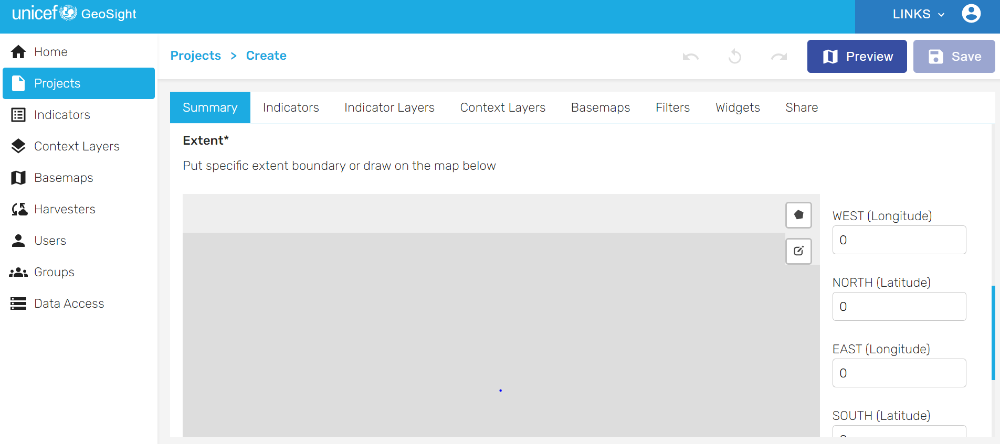 unicef GeoSight
LINKS
Home
Projects
Indicators
Context Layers
Basemaps
Harvesters
Users
Groups
Data Access
Projects > Create
Preview
Save
Summary
Indicators
Indicator Layers
Context Layers
Basemaps
Filters
Widgets
Share
Extent*
Put specific extent boundary or draw on the map below
WEST (Longitude)
0
NORTH (Latitude)
0
EAST (Longitude)
0
SOUTH (Latitude)